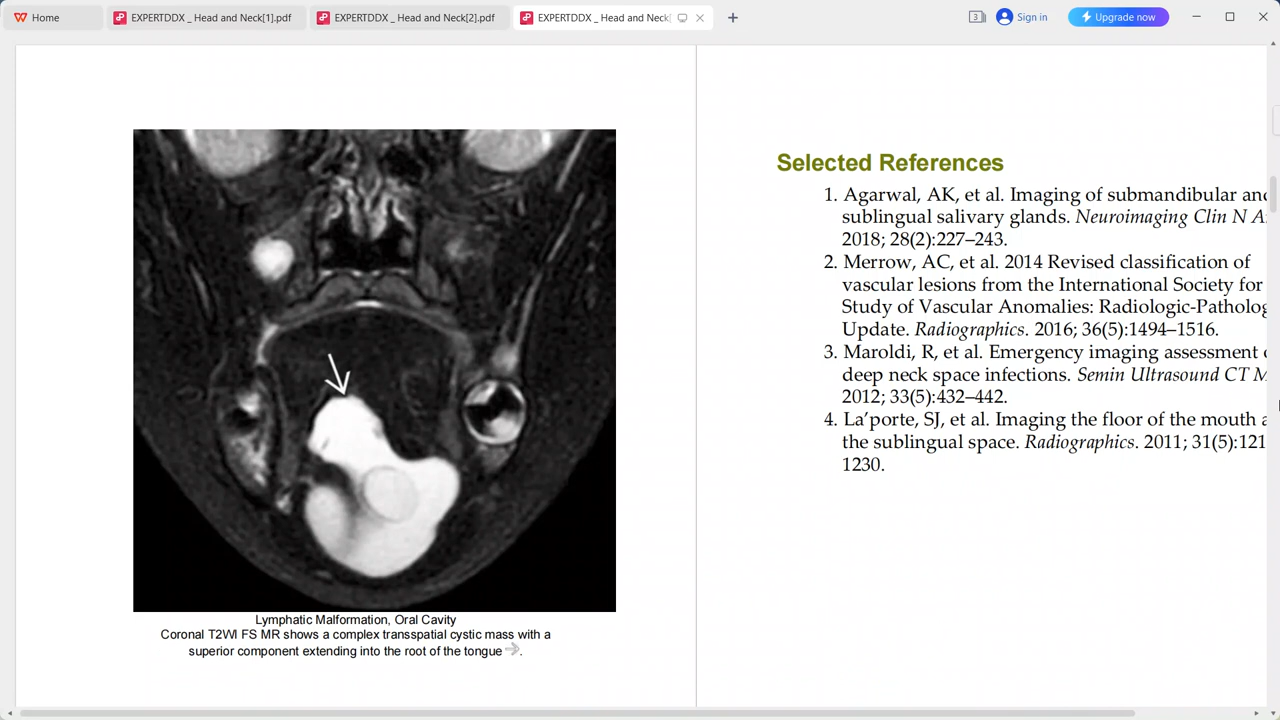 Home
EXPERTDDX _ Head and Neck[1].pdf
EXPERTDDX _ Head and Neck[2].pdf
EXPERTDDX _ Head and Neck
3
Sign in
Upgrade now
Lymphatic Malformation, Oral Cavity
Coronal T2WI FS MR shows a complex transspatial cystic mass with a
superior component extending into the root of the tongue
Selected References
1. Agarwal, AK, et al. Imaging of submandibular and
sublingual salivary glands. Neuroimaging Clin N A
2018; 28(2):227–243.
2. Merrow, AC, et al. 2014 Revised classification of
vascular lesions from the International Society for
Study of Vascular Anomalies: Radiologic-Patholog
Update. Radiographics. 2016; 36(5):1494–1516.
3. Maroldi, R, et al. Emergency imaging assessment
deep neck space infections. Semin Ultrasound CT M
2012; 33(5):432–442.
4. La’porte, SJ, et al. Imaging the floor of the mouth a
the sublingual space. Radiographics. 2011; 31(5):121
1230.